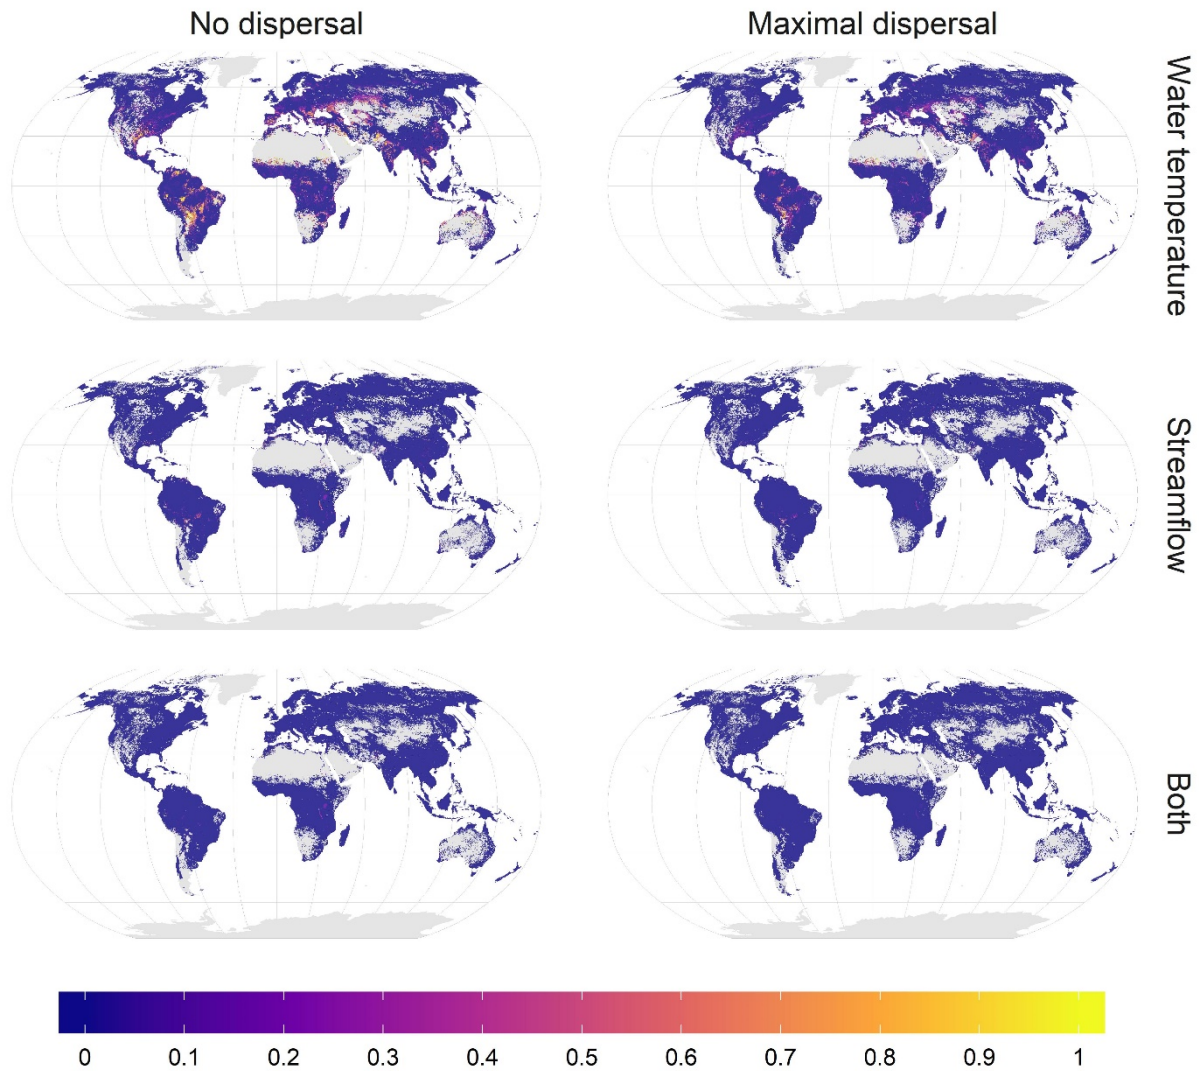 No dispersal
Maximal dispersal
Water temperature
Streamflow
Both
0 0.1 0.2 0.3 0.4 0.5 0.6 0.7 0.8 0.9 1